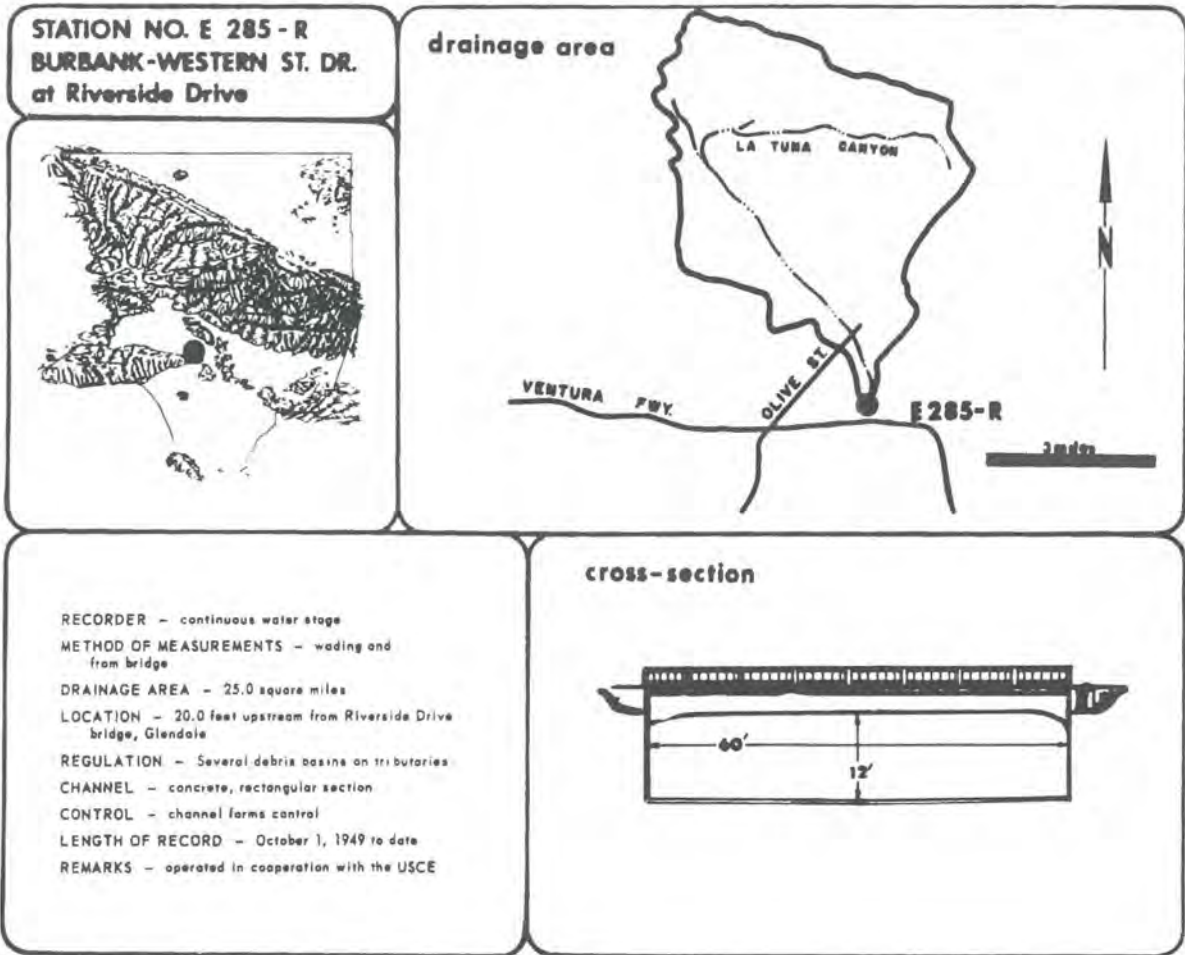 STATION NO. E 285-R
BURBANK-WESTERN ST. DR.
at Riverside Drive
drainage area
LA TUNA CANYON
N
OLIVE ST.
VENTURA FWY.
E 285-R
miles
RECORDER – continuous water stage
METHOD OF MEASUREMENTS – wading and
from bridge
DRAINAGE AREA – 25.0 square miles
LOCATION – 20.0 feet upstream from Riverside Drive
bridge, Glendale
REGULATION – Several debris basins on tributaries
CHANNEL – concrete, rectangular section
CONTROL – channel forms control
LENGTH OF RECORD – October 1, 1949 to date
REMARKS – operated in cooperation with the USCE
cross-section
60'
12'